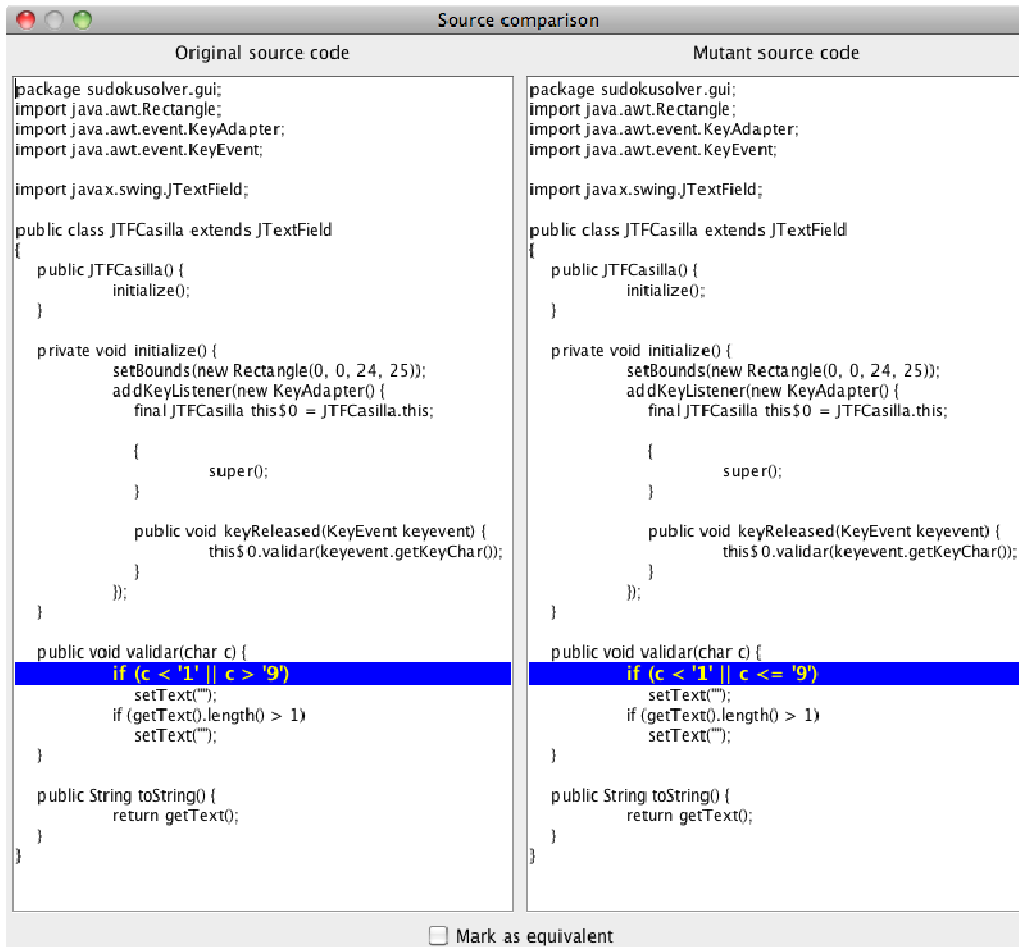 Source comparison
Original source code
package sudokusolver.gui;
import java.awt.Rectangle;
import java.awt.event.KeyAdapter;
import java.awt.event.KeyEvent;
import javax.swing.JTextField;
public class JTFCasilla extends JTextField
{
public JTFCasilla() {
initialize();
}
private void initialize() {
setBounds(new Rectangle(0, 0, 24, 25));
addKeyListener(new KeyAdapter() {
final JTFCasilla this$0 = JTFCasilla.this;
{
super();
}
public void keyReleased(KeyEvent keyevent) {
this$0.validar(keyevent.getKeyChar());
}
});
}
public void validar(char c) {
if (c < '1' || c > '9')
setText("");
if (getText().length() > 1)
setText("");
}
public String toString() {
return getText();
}
}
Mutant source code
package sudokusolver.gui;
import java.awt.Rectangle;
import java.awt.event.KeyAdapter;
import java.awt.event.KeyEvent;
import javax.swing.JTextField;
public class JTFCasilla extends JTextField
{
public JTFCasilla() {
initialize();
}
private void initialize() {
setBounds(new Rectangle(0, 0, 24, 25));
addKeyListener(new KeyAdapter() {
final JTFCasilla this$0 = JTFCasilla.this;
{
super();
}
public void keyReleased(KeyEvent keyevent) {
this$0.validar(keyevent.getKeyChar());
}
});
}
public void validar(char c) {
if (c < '1' || c <= '9')
setText("");
if (getText().length() > 1)
setText("");
}
public String toString() {
return getText();
}
}
Mark as equivalent